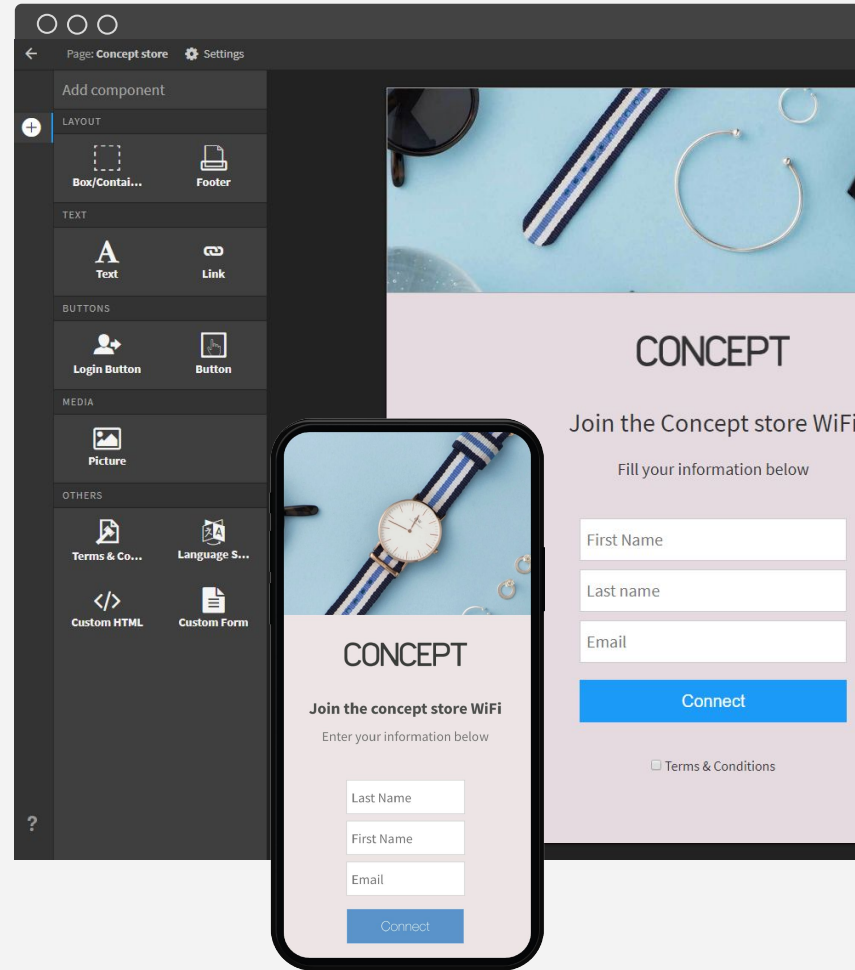 Page: Concept store
Settings
Add component
LAYOUT
Box/Contai...
Footer
TEXT
A
Text
Link
BUTTONS
Login Button
Button
MEDIA
Picture
OTHERS
Terms & Co...
Language S...
</>
Custom HTML
Custom Form
?
CONCEPT
Join the Concept store WiFi
Fill your information below
First Name
Last name
Email
Connect
Terms & Conditions
CONCEPT
Join the concept store WiFi
Enter your information below
Last Name
First Name
Email
Connect